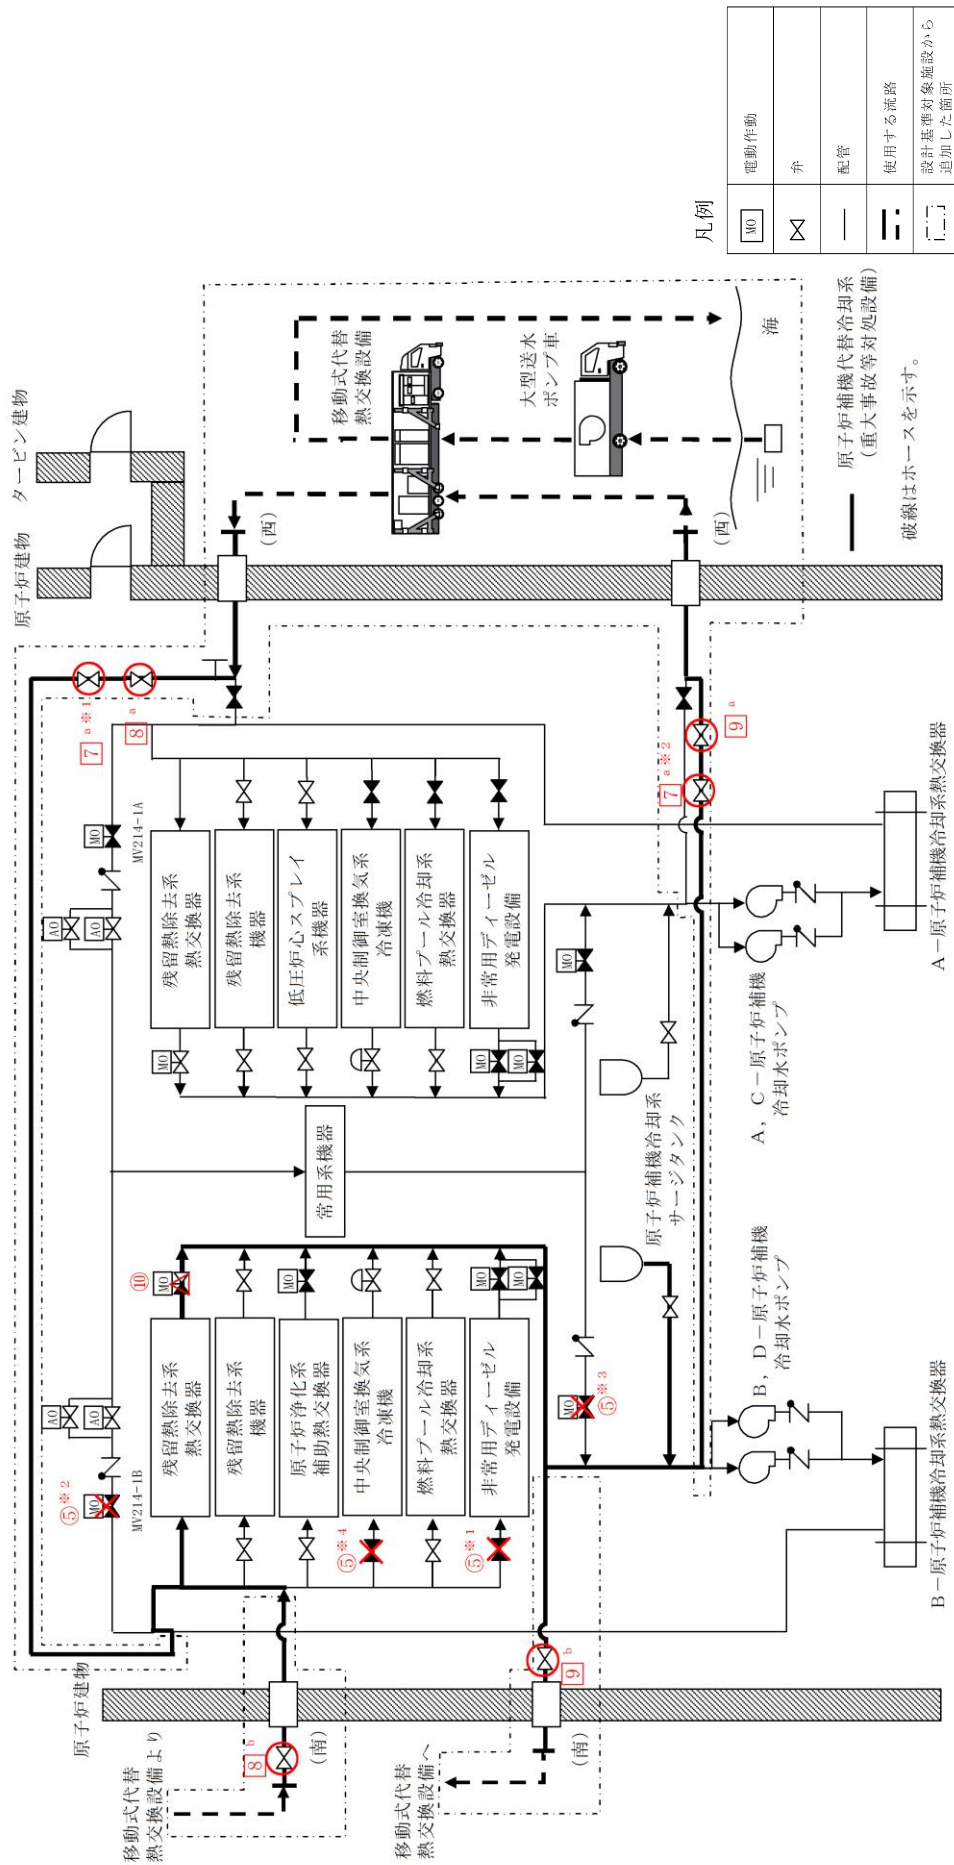 原子炉建物
タービン建物
移動式代替
熱交換設備
大型送水
ポンプ車
海
(西)
(西)
原子炉補機代替冷却系
(重大事故等対処設備)
破線はホースを示す。
凡例
MO
電動作動
弁
配管
使用する流路
設計基準対象施設から
追加した箇所
7 a※1
8 a
7 a※2
9 a
AO
AO
MO
MV214-1A
残留熱除去系
熱交換器
残留熱除去系
機器
低圧炉心スプレイ
系機器
中央制御室換気系
冷凍機
燃料プール冷却系
熱交換器
非常用ディーゼル
発電設備
MO
MO
MO
MO
A, C－原子炉補機
冷却水ポンプ
A－原子炉補機冷却系熱交換器
常用系機器
原子炉補機冷却系
サージタンク
AO
AO
⑤※2
MO
MV214-1B
⑩
MO
残留熱除去系
熱交換器
残留熱除去系
機器
原子炉浄化系
補助熱交換器
中央制御室換気系
冷凍機
燃料プール冷却系
熱交換器
非常用ディーゼル
発電設備
MO
MO
MO
⑤※4
⑤※1
MO
⑤※3
B, D－原子炉補機
冷却水ポンプ
B－原子炉補機冷却系熱交換器
原子炉建物
移動式代替
熱交換設備より
8 b
(南)
移動式代替
熱交換設備へ
9 b
(南)